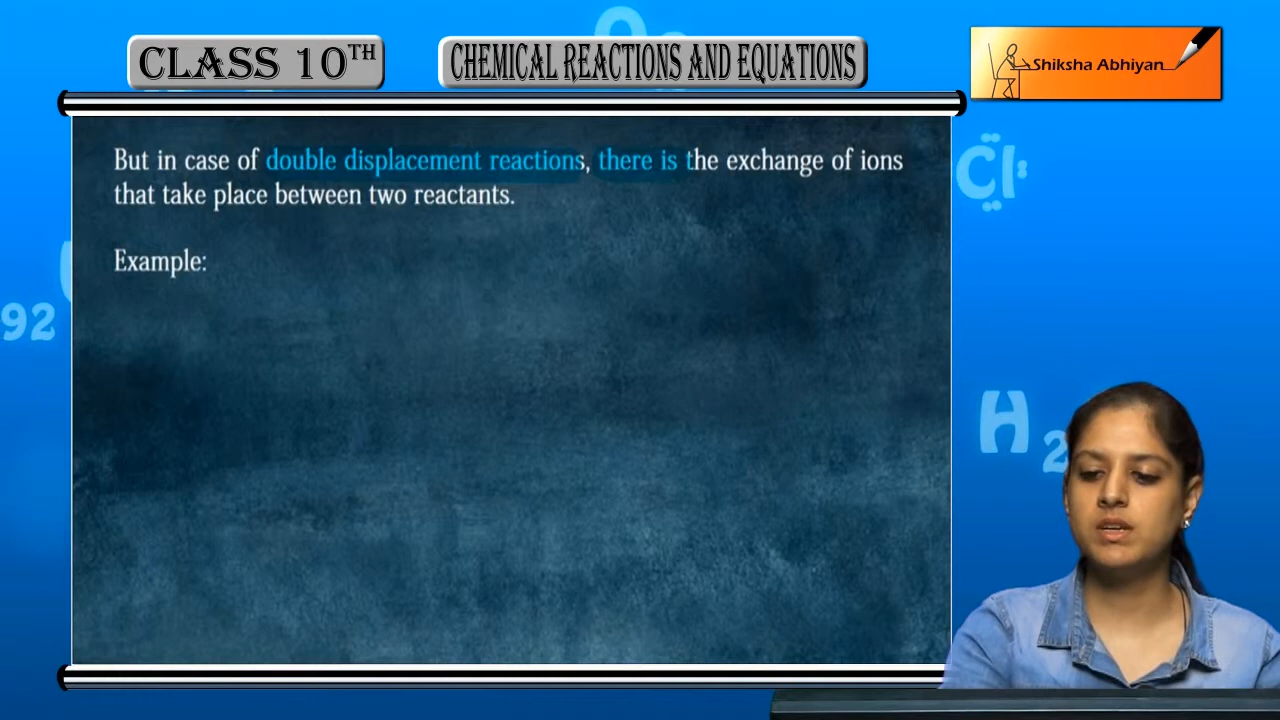 CLASS 10TH
CHEMICAL REACTIONS AND EQUATIONS
Shiksha Abhiyan
But in case of double displacement reactions, there is the exchange of ions
that take place between two reactants.
Example:
Cl
92
H2